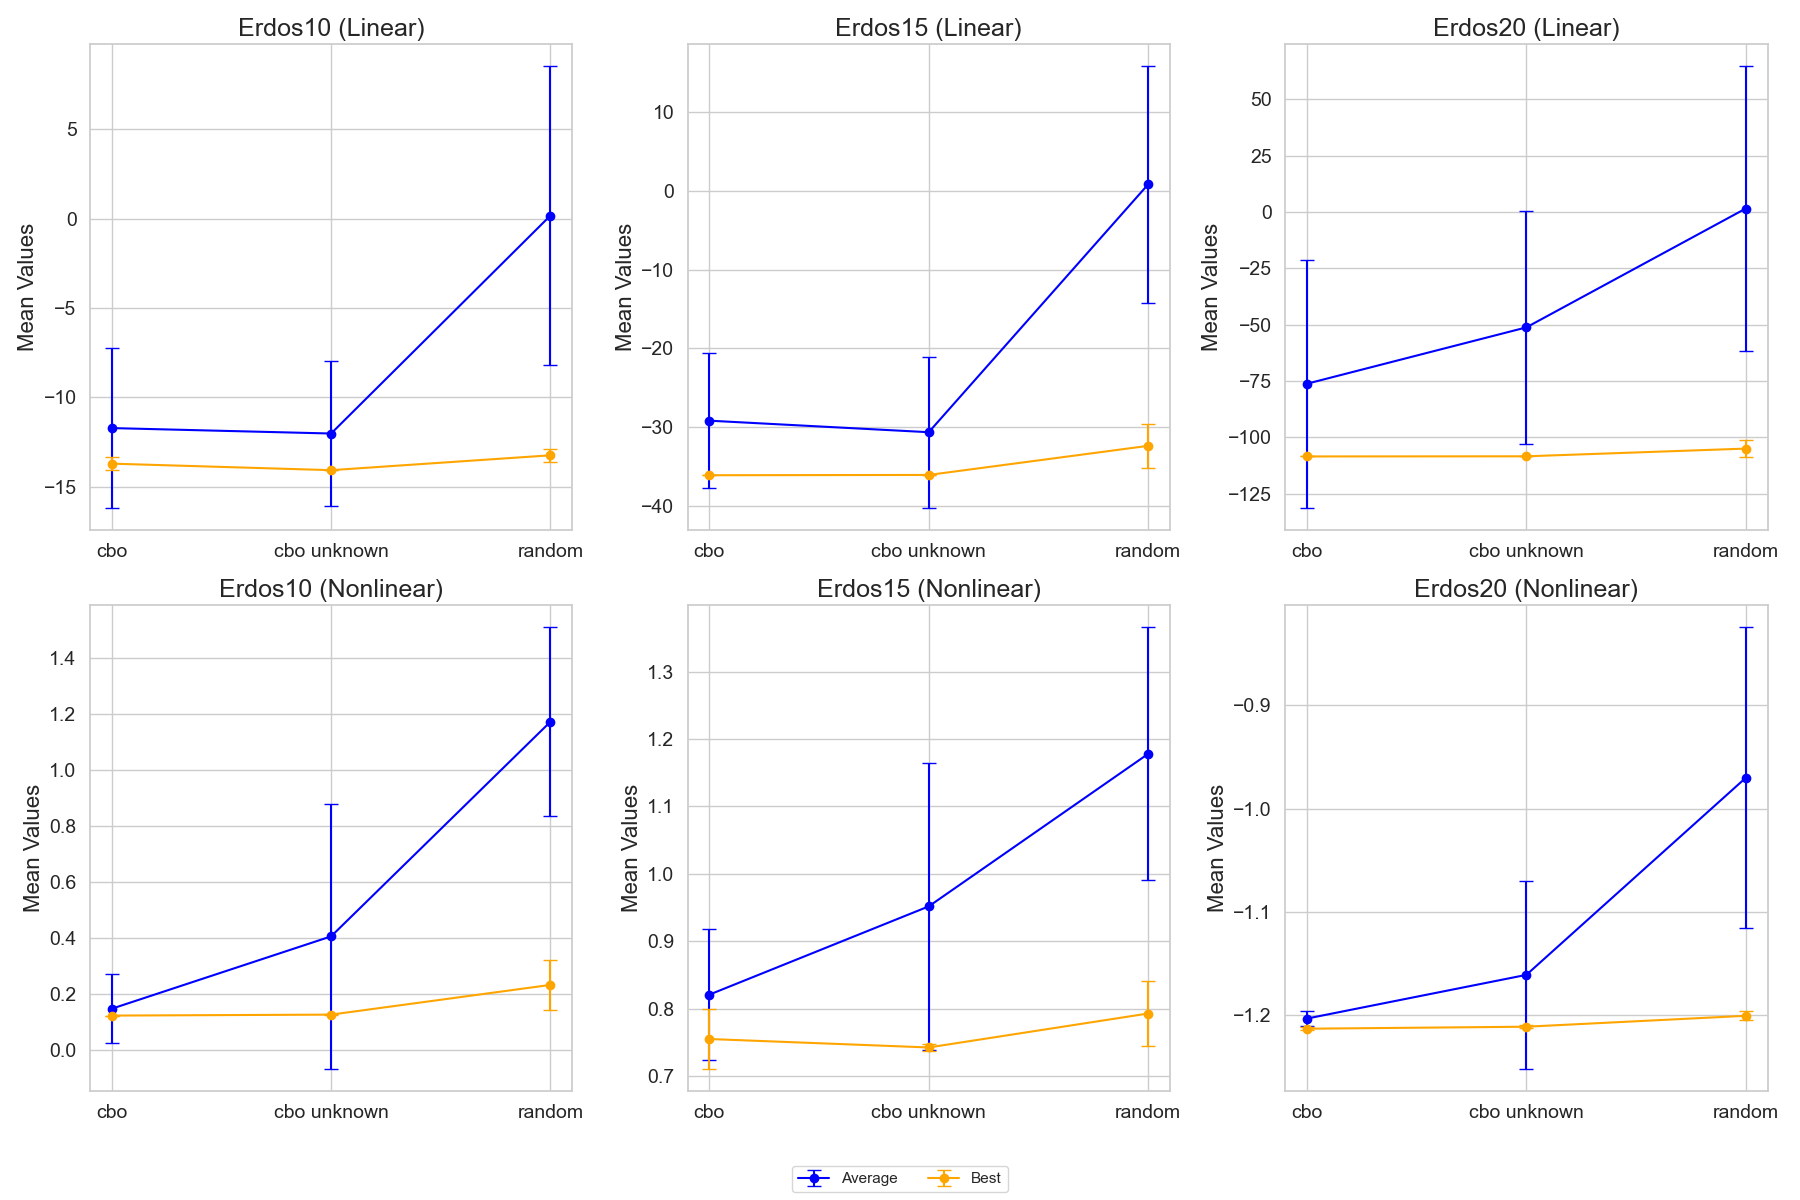 Erdos10 (Linear)
Mean Values
5
0
−5
−10
−15
cbo
cbo unknown
random
Erdos15 (Linear)
Mean Values
10
0
−10
−20
−30
−40
cbo
cbo unknown
random
Erdos20 (Linear)
Mean Values
50
25
0
−25
−50
−75
−100
−125
cbo
cbo unknown
random
Erdos10 (Nonlinear)
Mean Values
1.4
1.2
1.0
0.8
0.6
0.4
0.2
0.0
cbo
cbo unknown
random
Erdos15 (Nonlinear)
Mean Values
1.3
1.2
1.1
1.0
0.9
0.8
0.7
cbo
cbo unknown
random
Erdos20 (Nonlinear)
Mean Values
−0.9
−1.0
−1.1
−1.2
cbo
cbo unknown
random
Average
Best